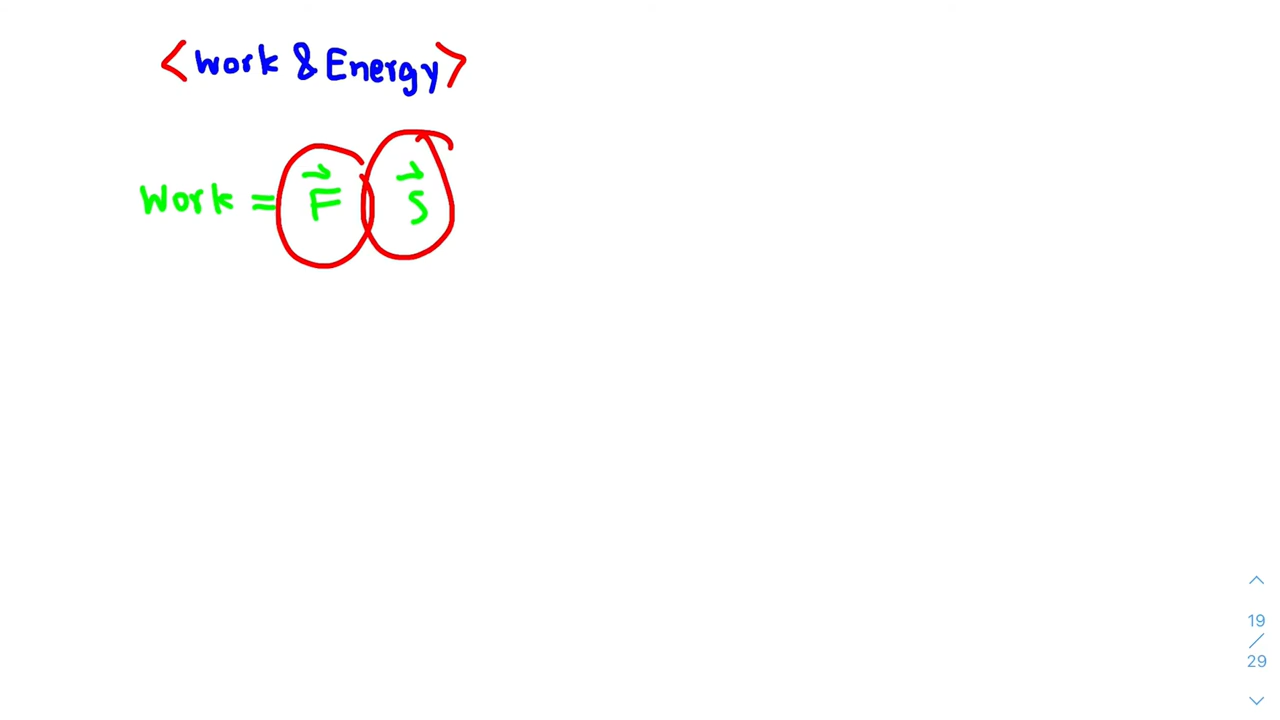 <Work & Energy>
Work = F⃗ S⃗
19
/
29